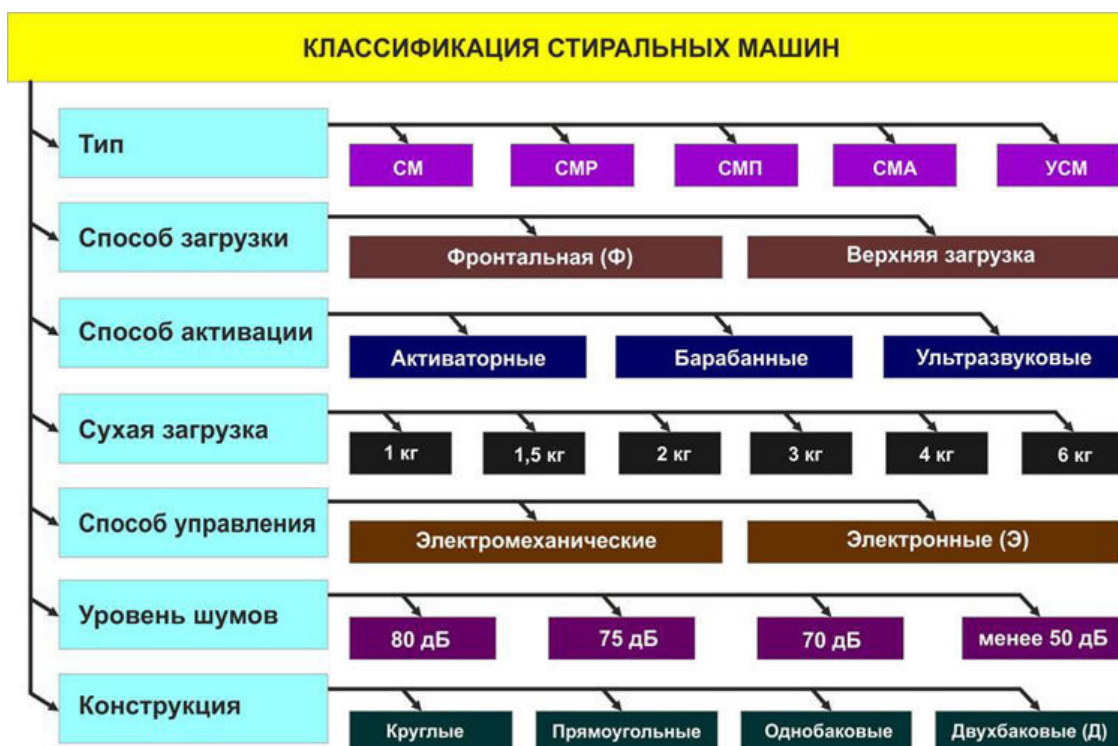 КЛАССИФИКАЦИЯ СТИРАЛЬНЫХ МАШИН
Тип
СМ СМР СМП СМА УСМ
Способ загрузки
Фронтальная (Ф) Верхняя загрузка
Способ активации
Активаторные Барабанные Ультразвуковые
Сухая загрузка
1 кг 1,5 кг 2 кг 3 кг 4 кг 6 кг
Способ управления
Электромеханические Электронные (Э)
Уровень шумов
80 дБ 75 дБ 70 дБ менее 50 дБ
Конструкция
Круглые Прямоугольные Однобаковые Двухбаковые (Д)